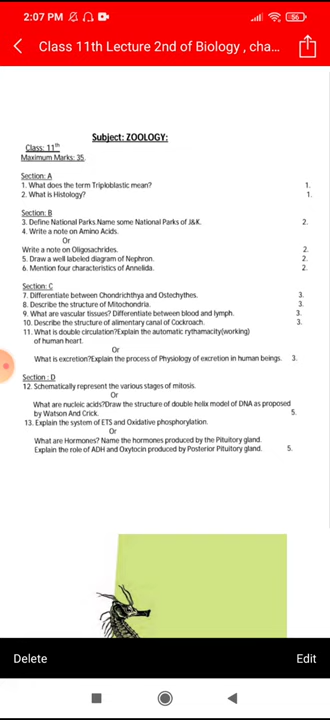 2:07 PM
Class 11th Lecture 2nd of Biology , cha...
Subject: ZOOLOGY:
Class: 11th
Maximum Marks: 35.
Section: A
1. What does the term Triploblastic mean? 1.
2. What is Histology? 1.
Section: B
3. Define National Parks.Name some National Parks of J&K. 2.
4. Write a note on Amino Acids.
Or
Write a note on Oligosachrides. 2.
5. Draw a well labeled diagram of Nephron. 2.
6. Mention four characteristics of Annelida. 2.
Section: C
7. Differentiate between Chondrichthya and Ostechythes. 3.
8. Describe the structure of Mitochondria. 3.
9. What are vascular tissues? Differentiate between blood and lymph. 3.
10. Describe the structure of alimentary canal of Cockroach. 3.
11. What is double circulation?Explain the automatic rythamacity(working)
of human heart.
Or
What is excretion?Explain the process of Physiology of excretion in human beings. 3.
Section : D
12. Schematically represent the various stages of mitosis.
Or
What are nucleic acids?Draw the structure of double helix model of DNA as proposed
by Watson And Crick. 5.
13. Explain the system of ETS and Oxidative phosphorylation.
Or
What are Hormones? Name the hormones produced by the Pituitory gland.
Explain the role of ADH and Oxytocin produced by Posterior Pituitary gland. 5.
Delete Edit